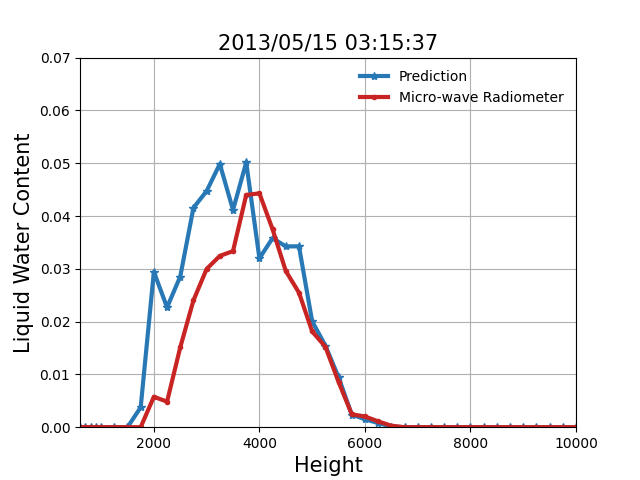 2013/05/15 03:15:37
Prediction
Micro-wave Radiometer
Liquid Water Content
0.07
0.06
0.05
0.04
0.03
0.02
0.01
0.00
2000 4000 6000 8000 10000
Height